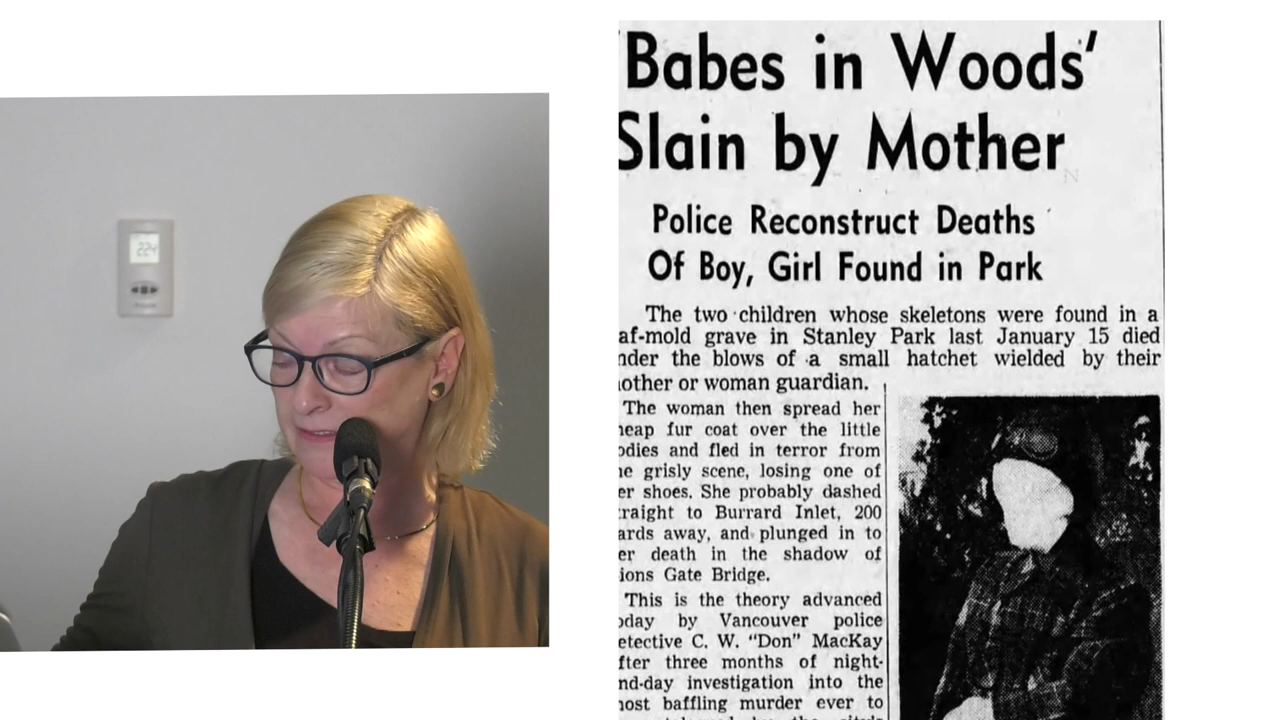 22.4
'Babes in Woods'
Slain by Mother
Police Reconstruct Deaths
Of Boy, Girl Found in Park
The two children whose skeletons were found in a
af-mold grave in Stanley Park last January 15 died
nder the blows of a small hatchet wielded by their
other or woman guardian.
The woman then spread her
heap fur coat over the little
odies and fled in terror from
he grisly scene, losing one of
er shoes. She probably dashed
raight to Burrard Inlet, 200
ards away, and plunged in to
er death in the shadow of
ions Gate Bridge.
This is the theory advanced
oday by Vancouver police
etective C. W. "Don" MacKay
fter three months of night-
nd-day investigation into the
nost baffling murder ever to